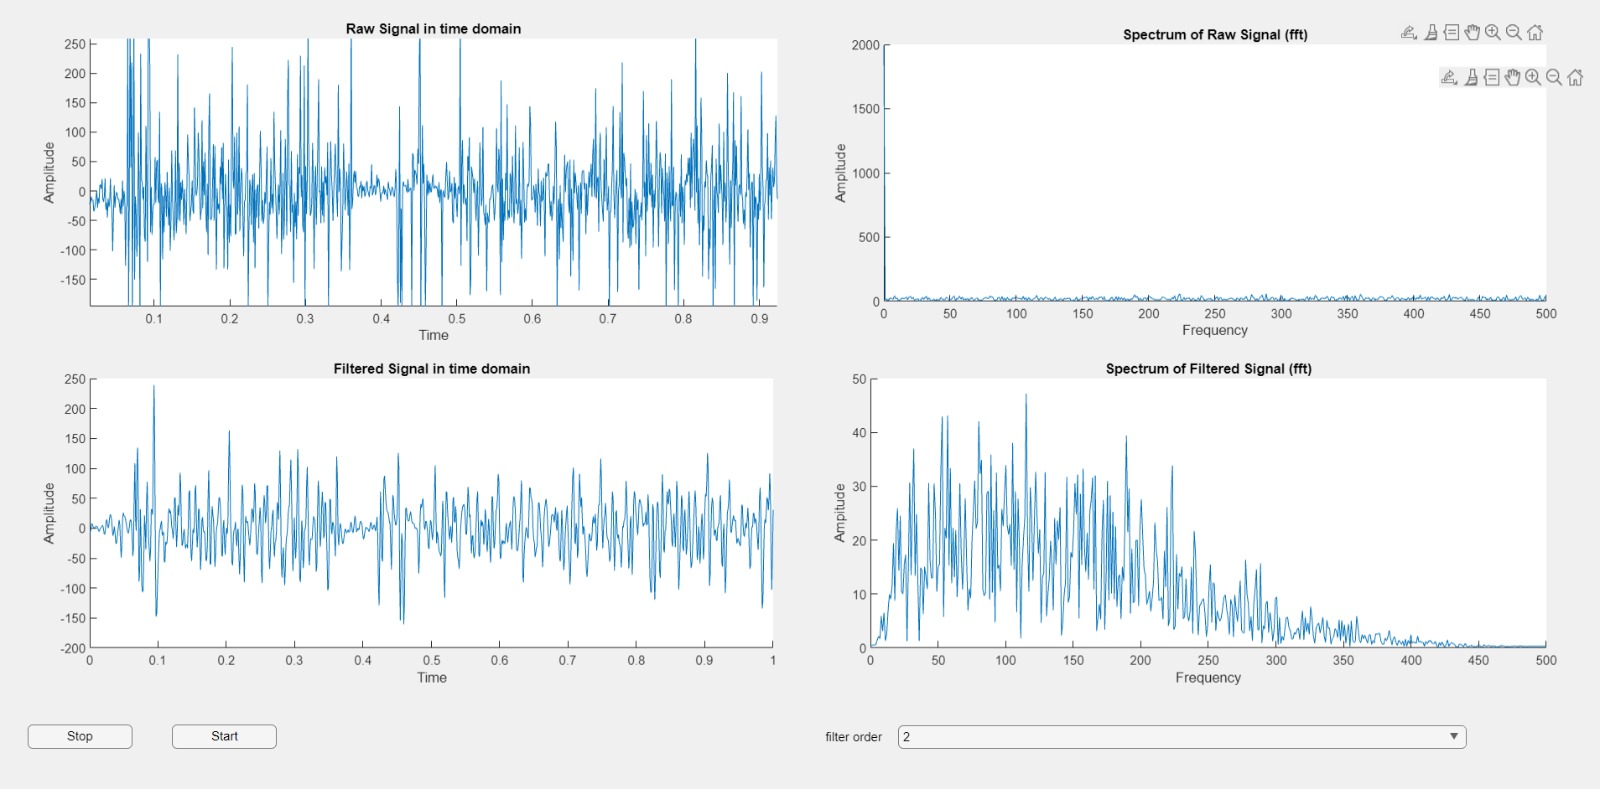 Raw Signal in time domain
250
200
150
100
50
0
-50
-100
-150
Amplitude
0.1 0.2 0.3 0.4 0.5 0.6 0.7 0.8 0.9
Time
Spectrum of Raw Signal (fft)
2000
1500
1000
500
0
Ampitude
0 50 100 150 200 250 300 350 400 450 500
Frequency
Filtered Signal in time domain
250
200
150
100
50
0
-50
-100
-150
-200
Amplitude
0 0.1 0.2 0.3 0.4 0.5 0.6 0.7 0.8 0.9 1
Time
Spectrum of Filtered Signal (fft)
50
40
30
20
10
0
Ampitude
0 50 100 150 200 250 300 350 400 450 500
Frequency
Stop Start
filter order 2